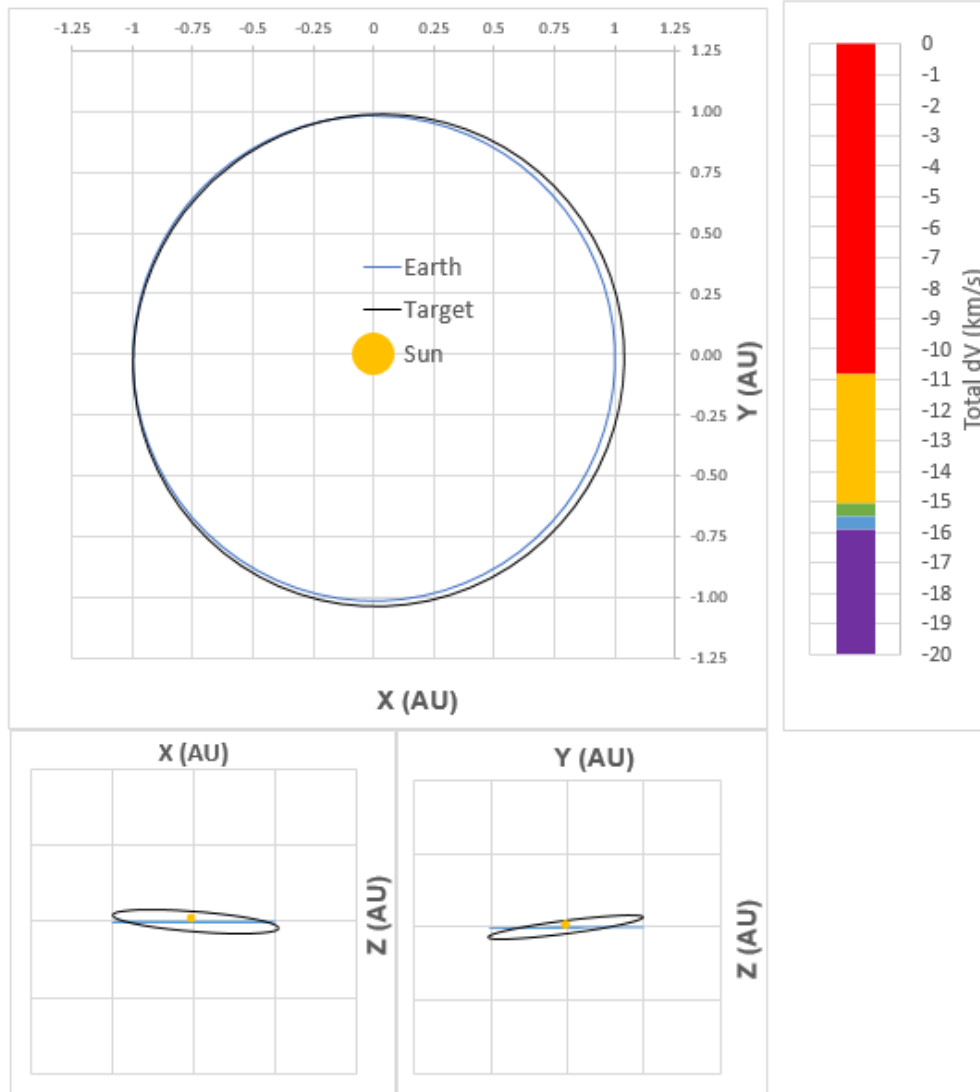 -1.25 -1 -0.75 -0.5 -0.25 0 0.25 0.5 0.75 1 1.25
1.25
1.00
0.75
0.50
0.25
0.00
-0.25
-0.50
-0.75
-1.00
-1.25
Y (AU)
Earth
Target
Sun
X (AU)
0
-1
-2
-3
-4
-5
-6
-7
-8
-9
-10
-11
-12
-13
-14
-15
-16
-17
-18
-19
-20
Total dV (km/s)
X (AU)
Z (AU)
Y (AU)
Z (AU)